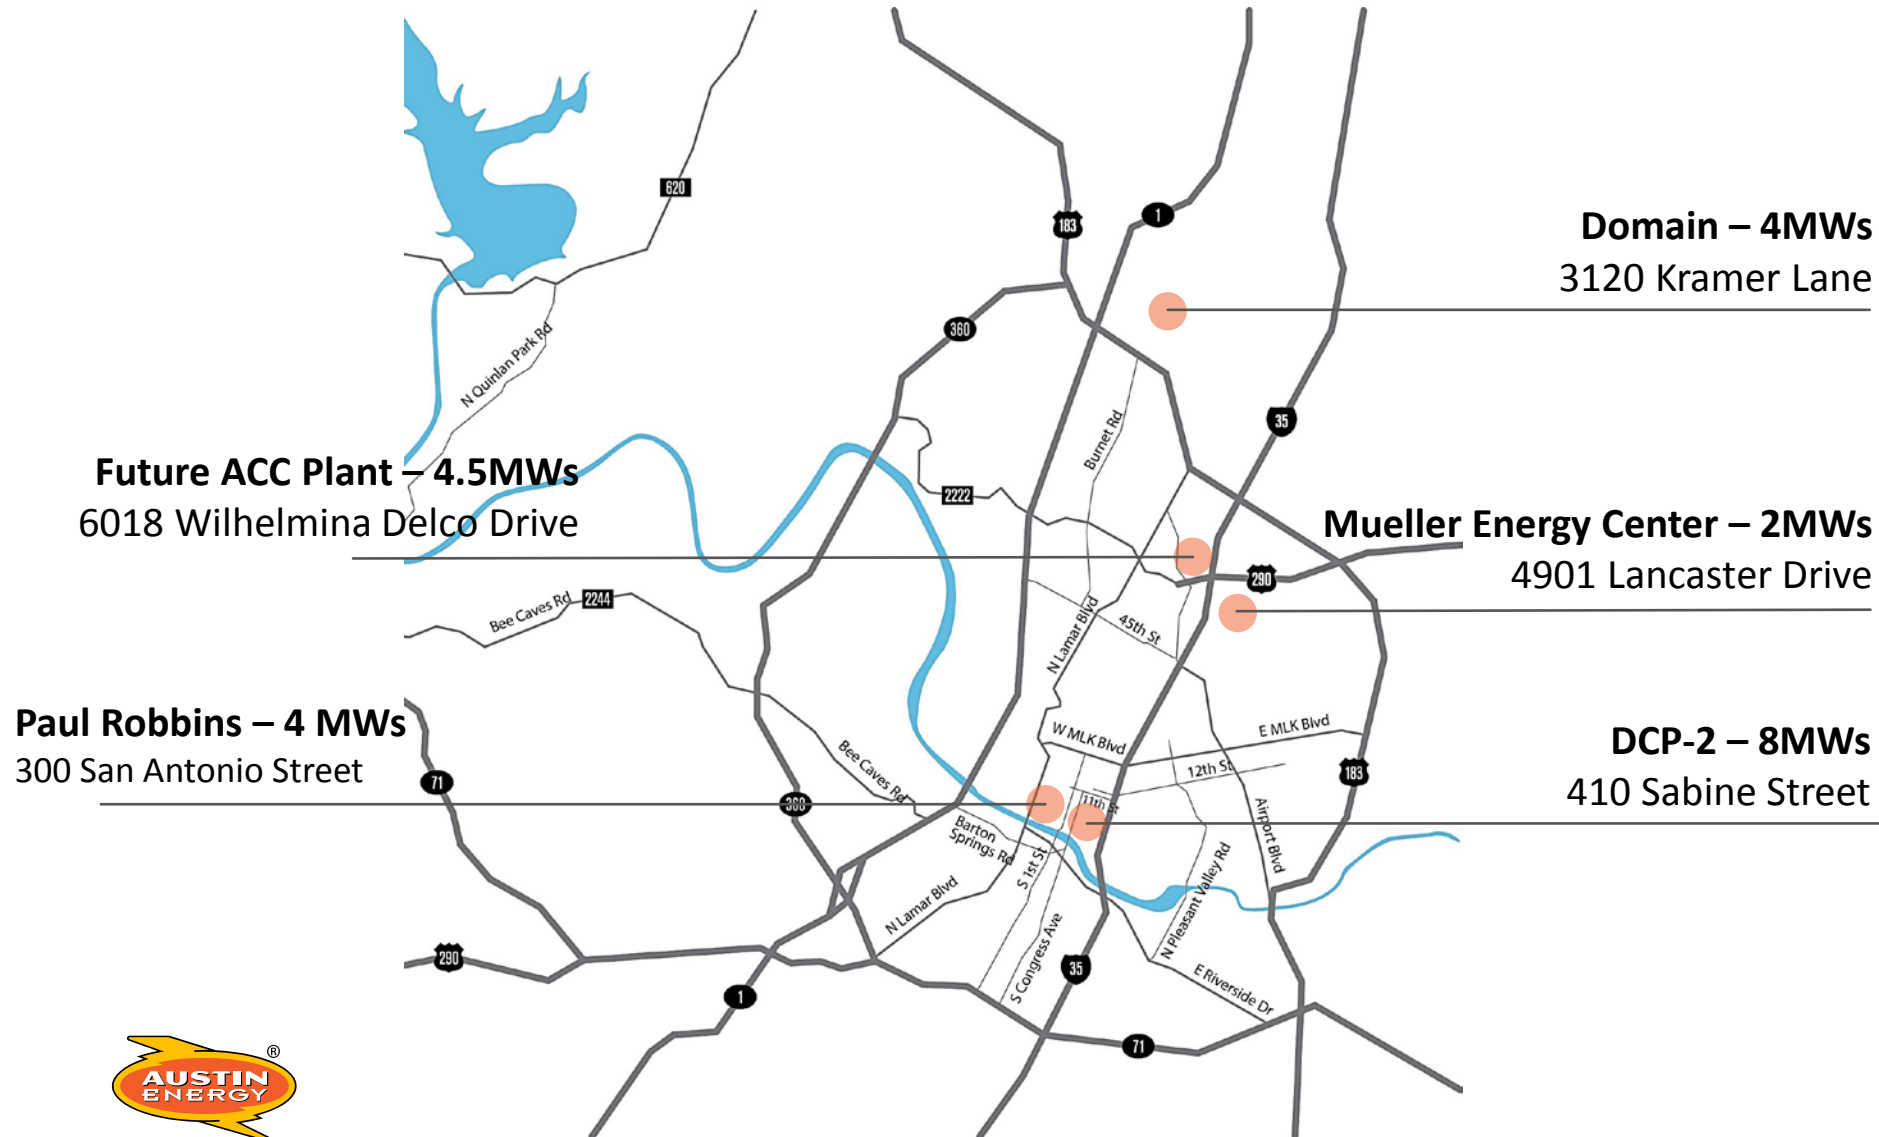 620
183
1
Domain – 4MWs
3120 Kramer Lane
360
N Quinlan Park Rd
35
Burnet Rd
Future ACC Plant – 4.5MWs
6018 Wilhelmina Delco Drive
2222
Mueller Energy Center – 2MWs
4901 Lancaster Drive
290
Bee Caves Rd
2244
N Lamar Blvd
45th St
Paul Robbins – 4 MWs
300 San Antonio Street
W MLK Blvd
E MLK Blvd
DCP-2 – 8MWs
410 Sabine Street
71
Bee Caves Rd
12th St
183
360
11th St
Barton
Springs Rd
Airport Blvd
S 1st St
N Pleasant Valley Rd
N Lamar Blvd
S Congress Ave
290
35
E Riverside Dr
1
71
®
AUSTIN
ENERGY